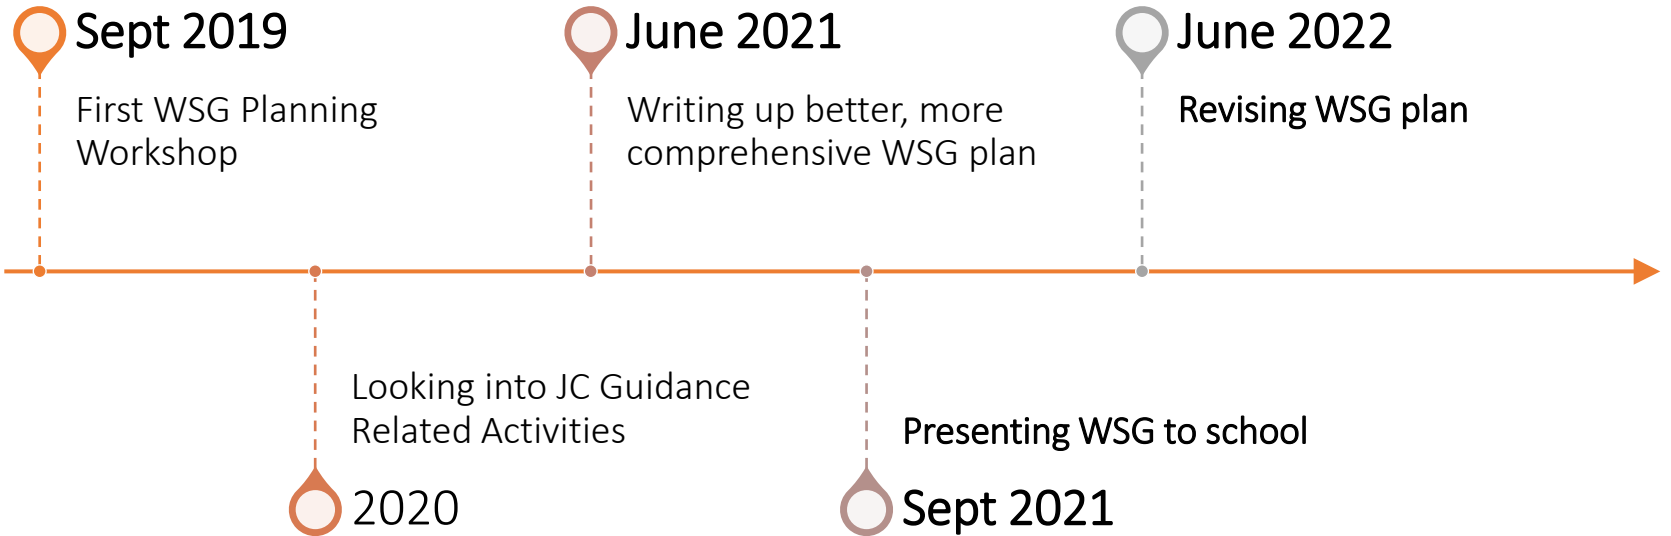 Sept 2019
First WSG Planning
Workshop
June 2021
Writing up better, more
comprehensive WSG plan
June 2022
Revising WSG plan
Looking into JC Guidance
Related Activities
2020
Presenting WSG to school
Sept 2021